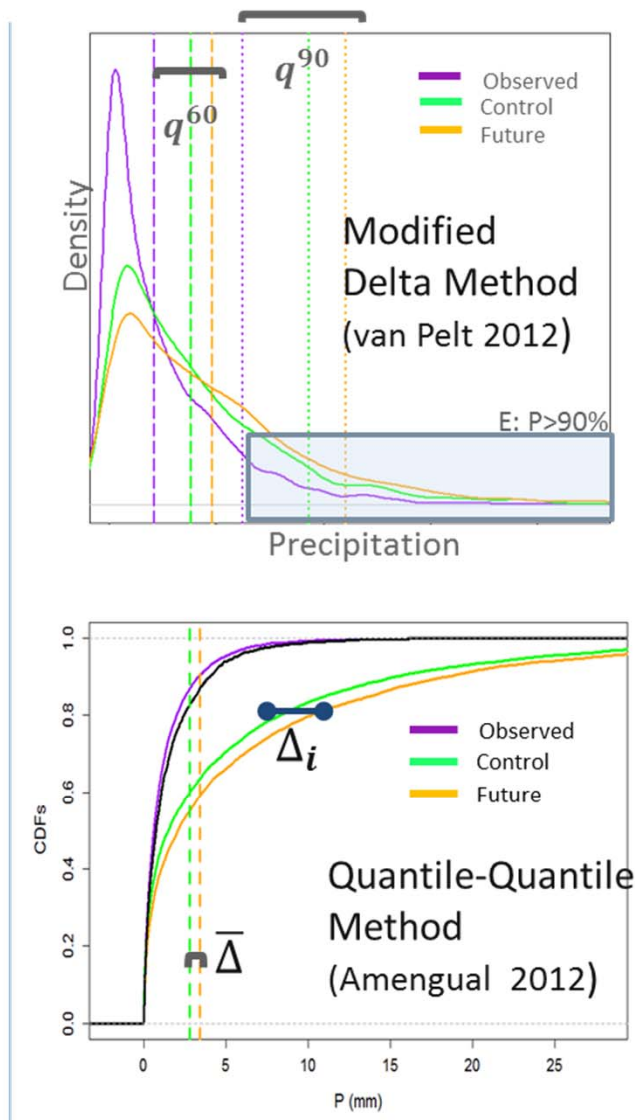 q⁹⁰
q⁶⁰
Observed
Control
Future
Density
Modified
Delta Method
(van Pelt 2012)
E: P>90%
Precipitation
CDFs
1.0
0.8
0.6
0.4
0.2
0.0
Δᵢ
Observed
Control
Future
Quantile-Quantile
Method
(Amengual 2012)
Δ̅
0 5 10 15 20 25
P (mm)